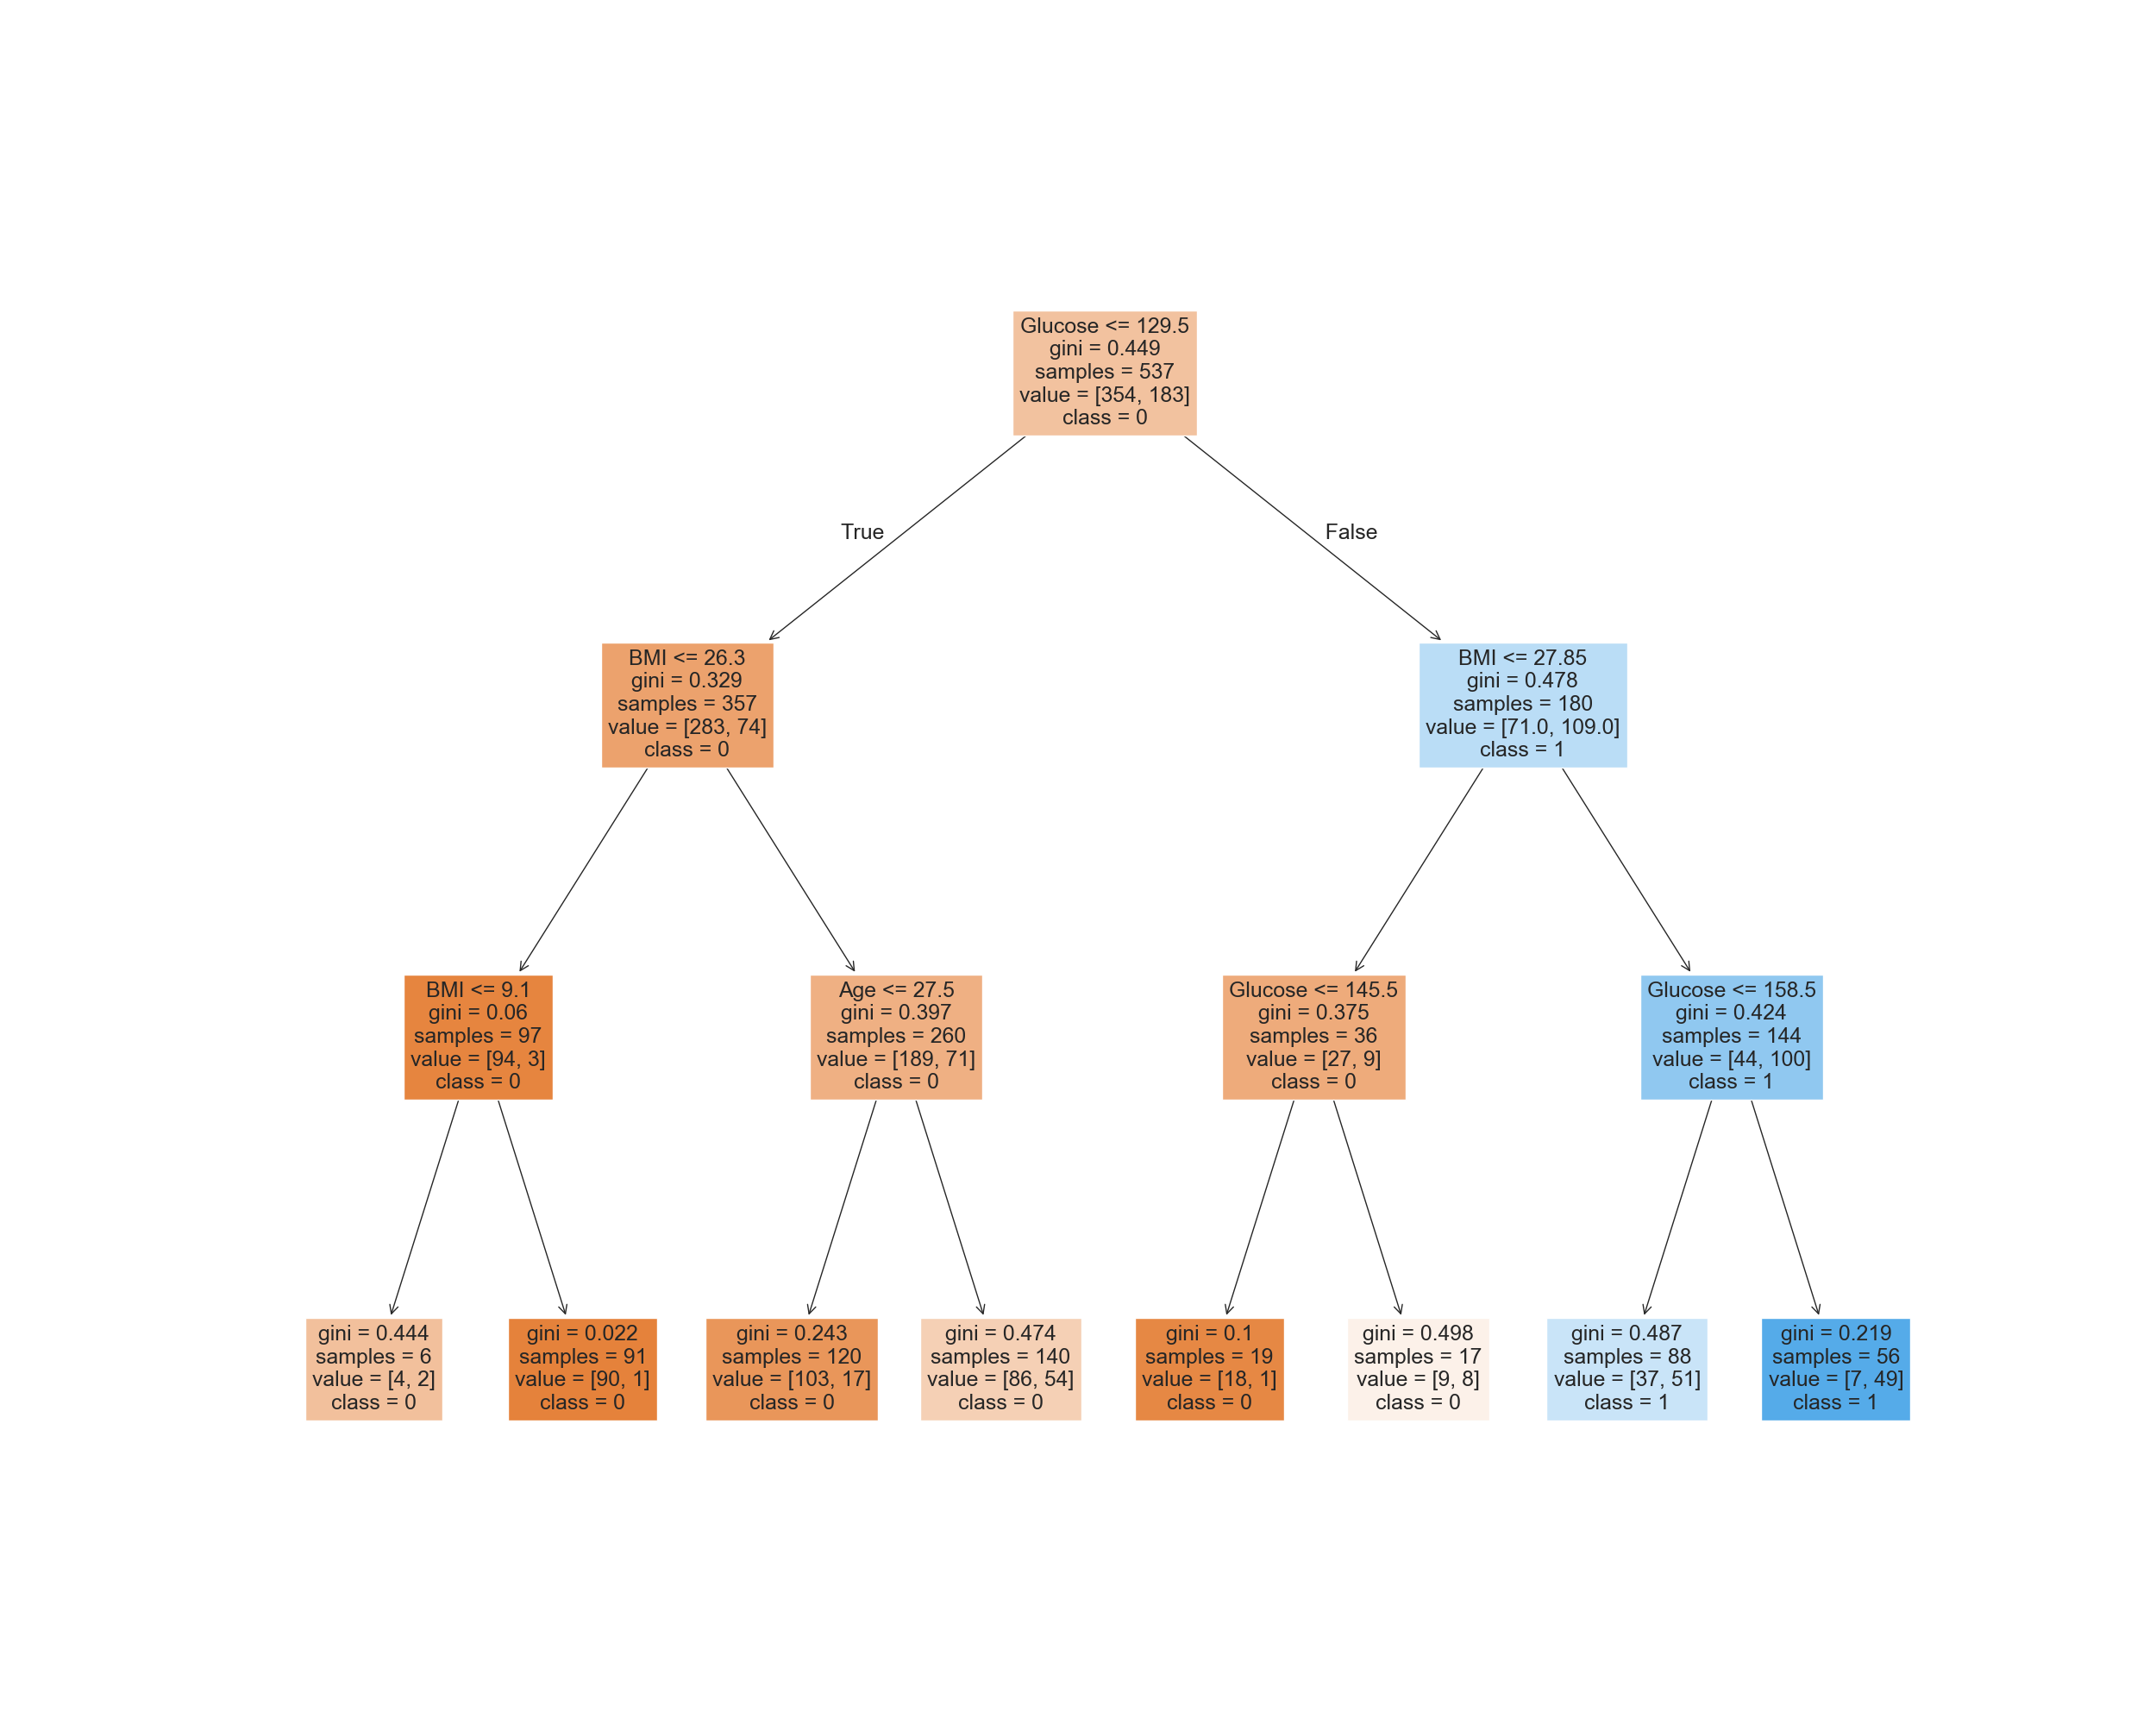 Glucose <= 129.5
gini = 0.449
samples = 537
value = [354, 183]
class = 0
True
False
BMI <= 26.3
gini = 0.329
samples = 357
value = [283, 74]
class = 0
BMI <= 27.85
gini = 0.478
samples = 180
value = [71.0, 109.0]
class = 1
BMI <= 9.1
gini = 0.06
samples = 97
value = [94, 3]
class = 0
Age <= 27.5
gini = 0.397
samples = 260
value = [189, 71]
class = 0
Glucose <= 145.5
gini = 0.375
samples = 36
value = [27, 9]
class = 0
Glucose <= 158.5
gini = 0.424
samples = 144
value = [44, 100]
class = 1
gini = 0.444
samples = 6
value = [4, 2]
class = 0
gini = 0.022
samples = 91
value = [90, 1]
class = 0
gini = 0.243
samples = 120
value = [103, 17]
class = 0
gini = 0.474
samples = 140
value = [86, 54]
class = 0
gini = 0.1
samples = 19
value = [18, 1]
class = 0
gini = 0.498
samples = 17
value = [9, 8]
class = 0
gini = 0.487
samples = 88
value = [37, 51]
class = 1
gini = 0.219
samples = 56
value = [7, 49]
class = 1